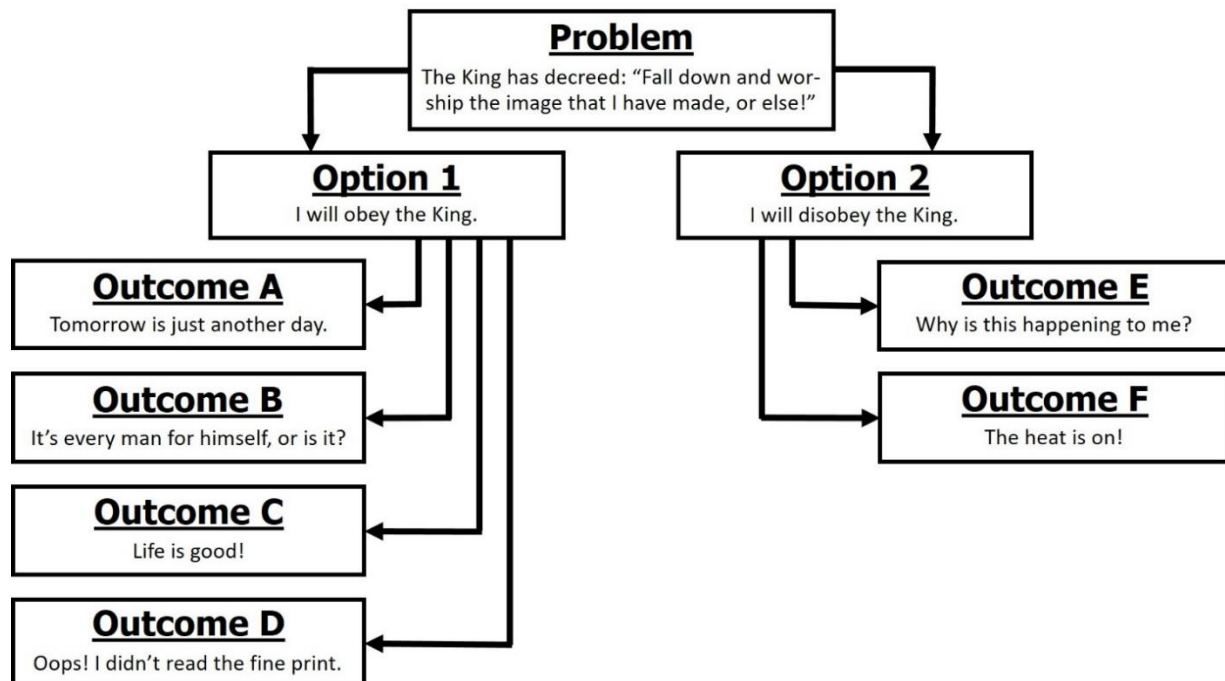 Problem
The King has decreed: “Fall down and wor-
ship the image that I have made, or else!”
Option 1
I will obey the King.
Option 2
I will disobey the King.
Outcome A
Tomorrow is just another day.
Outcome B
It’s every man for himself, or is it?
Outcome C
Life is good!
Outcome D
Oops! I didn’t read the fine print.
Outcome E
Why is this happening to me?
Outcome F
The heat is on!